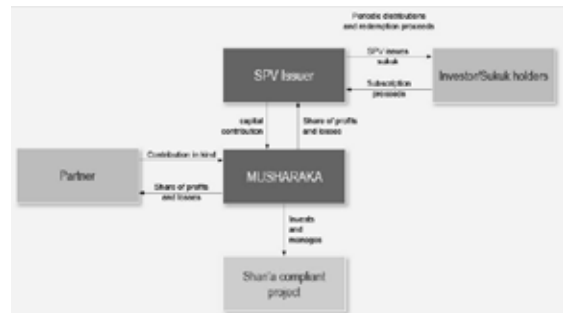 Periodic distributions
and redemption proceeds
SPV issues
sukuk
SPV Issuer
Investor/Sukuk holders
Subscription
proceeds
capital
contribution
Share of profits
and losses
Contribution in kind
Partner
MUSHARAKA
Share of profits
and losses
Invests
and
manages
Shari'a compliant
project